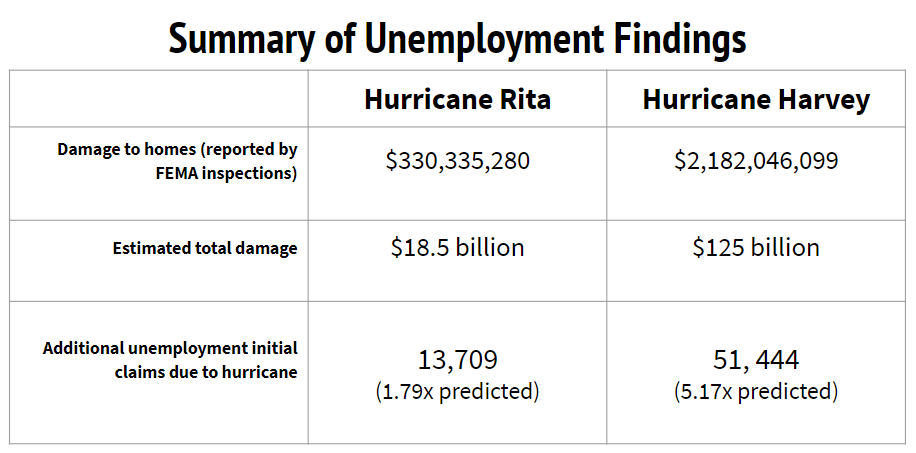 Summary of Unemployment Findings
Hurricane Rita
Hurricane Harvey
Damage to homes (reported by
FEMA inspections)
$330,335,280
$2,182,046,099
Estimated total damage
$18.5 billion
$125 billion
Additional unemployment initial
claims due to hurricane
13,709
(1.79x predicted)
51, 444
(5.17x predicted)